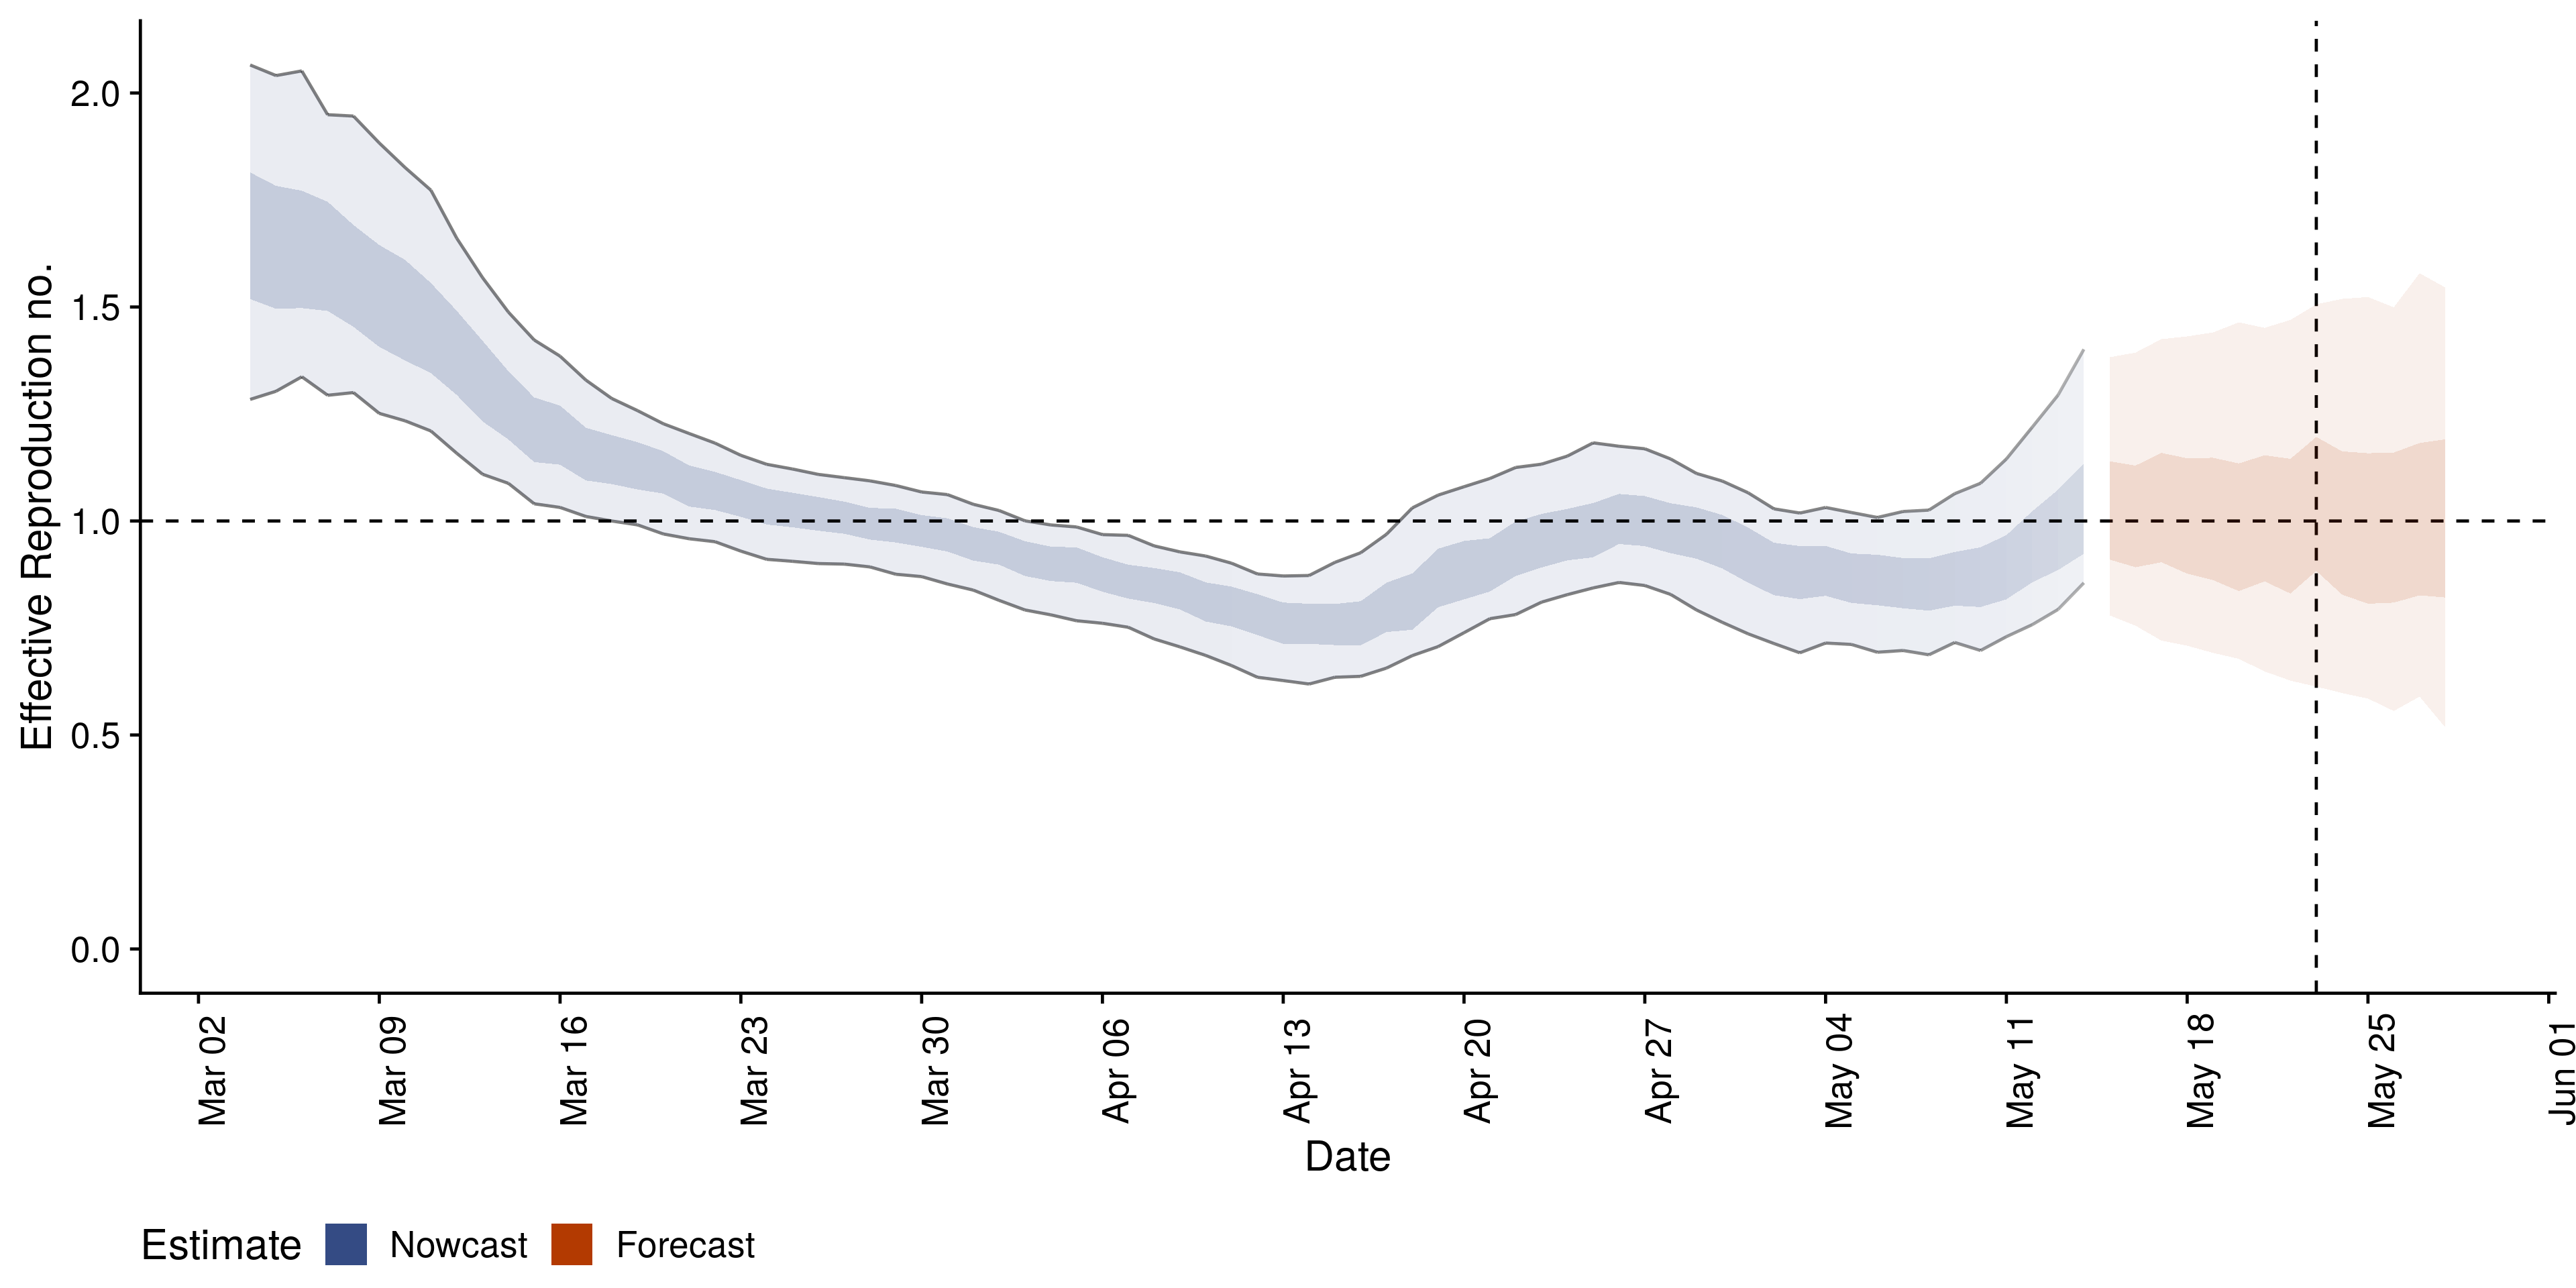 Effective Reproduction no.
2.0
1.5
1.0
0.5
0.0
Mar 02
Mar 09
Mar 16
Mar 23
Mar 30
Apr 06
Apr 13
Apr 20
Apr 27
May 04
May 11
May 18
May 25
Jun 01
Date
Estimate Nowcast Forecast